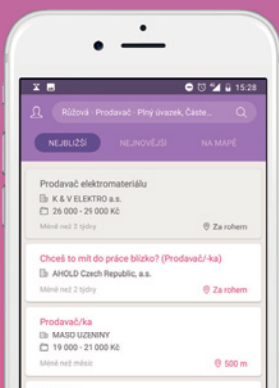 15:28
Růžová · Prodavač · Plný úvazek, Částe...
NEJBLIŽŠÍ
NEJNOVĚJŠÍ
NA MAPĚ
Prodavač elektromateriálu
K & V ELEKTRO a.s.
26 000 - 29 000 Kč
Méně než 2 týdny
Za rohem
Chceš to mít do práce blízko? (Prodavač/-ka)
AHOLD Czech Republic, a.s.
Méně než 2 týdny
Za rohem
Prodavač/ka
MASO UZENINY
19 000 - 21 000 Kč
Méně než měsíc
500 m